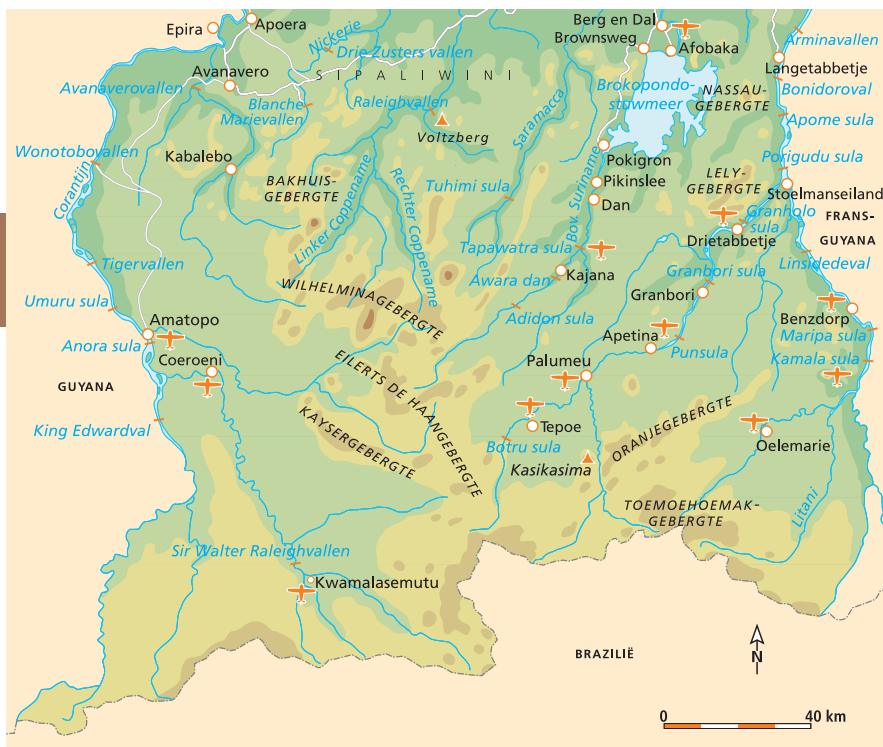 Berg en Dal
Epira
Apoera
Nickerie
Brownsweg
Afobaka
Arminavallen
Drie Zusters vallen
Langetabbetje
Avanavero
SIPALIWINI
Avanaverovallen
Brokopondo-
stuwmeer
NASSAU-
GEBERGTE
Bonidoroval
Blanche
Marievallen
Raleighvallen
Saramacca
Apome sula
Voltzberg
Wonotobovallen
Kabalebo
Pokigron
Porigudu sula
BAKHUIS-
GEBERGTE
Linker Coppename
Rechter Coppename
Tuhimi sula
Pikinslee
LELY-
GEBERGTE
Stoelmanseiland
Corantijn
Dan
Bov. Suriname
Granholo
sula
FRANS-
GUYANA
Drietabbetje
Tapawatra sula
Tigervallen
Awara dan
Kajana
Granbori sula
Linsidedeval
WILHELMINAGEBERGTE
Umuru sula
Granbori
Adidon sula
Benzdorp
Amatopo
Apetina
Maripa sula
Anora sula
Punsula
Coeroeni
EILERTS DE HAANGEBERGTE
Palumeu
Kamala sula
GUYANA
KAYSERGEBERGTE
ORANJEGEBERGTE
King Edwardval
Tepoe
Botru sula
Oelemarie
Kasikasima
Litani
TOEMOEHOEMAK-
GEBERGTE
Sir Walter Raleighvallen
Kwamalasemutu
BRAZILIË
N
0 40 km